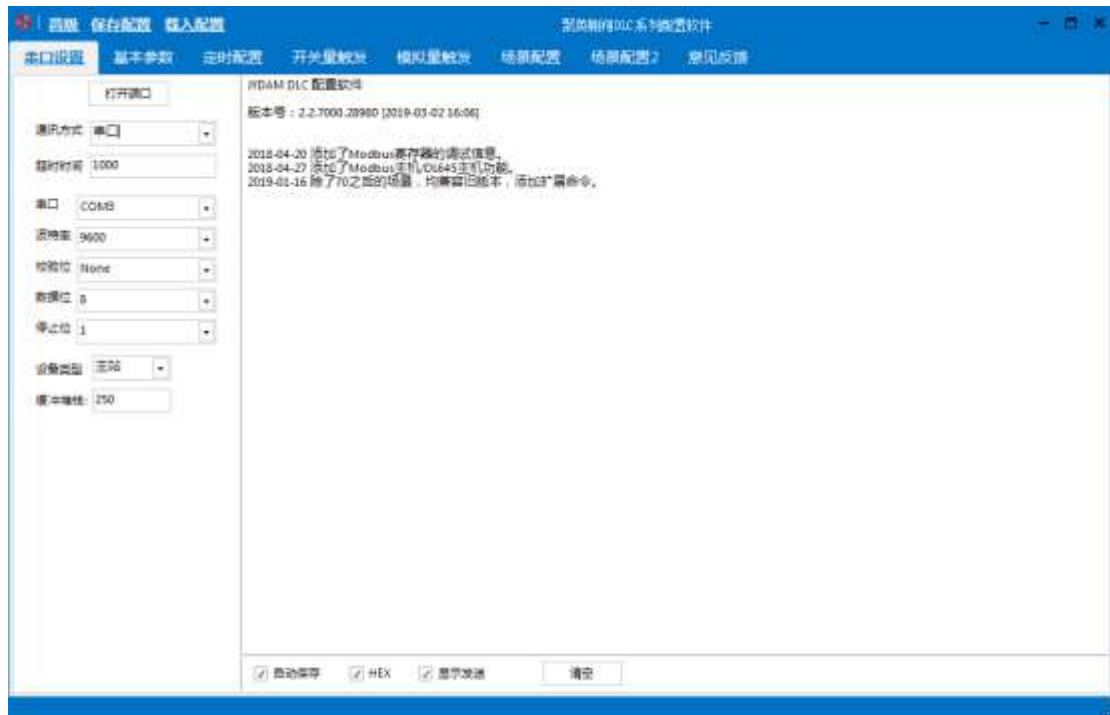 高级 保存配置 载入配置
聚英翱翔DLC系列配置软件
串口设置 基本参数 定时配置 开关量触发 模拟量触发 场景配置 场景配置2 意见反馈
打开端口
通讯方式 串口
超时时间 1000
串口 COM3
波特率 9600
校验位 None
数据位 8
停止位 1
设备类型 主站
缓冲堆栈: 250
JYDAM DLC 配置软件
版本号：2.2.7000.28980 [2019-03-02 16:06]
2018-04-20 添加了Modbus寄存器的调试信息。
2018-04-27 添加了Modbus主机/DL645主机功能。
2019-01-16 除了70之前的场景，均兼容旧版本，添加扩展命令。
自动保存 HEX 显示发送 清空